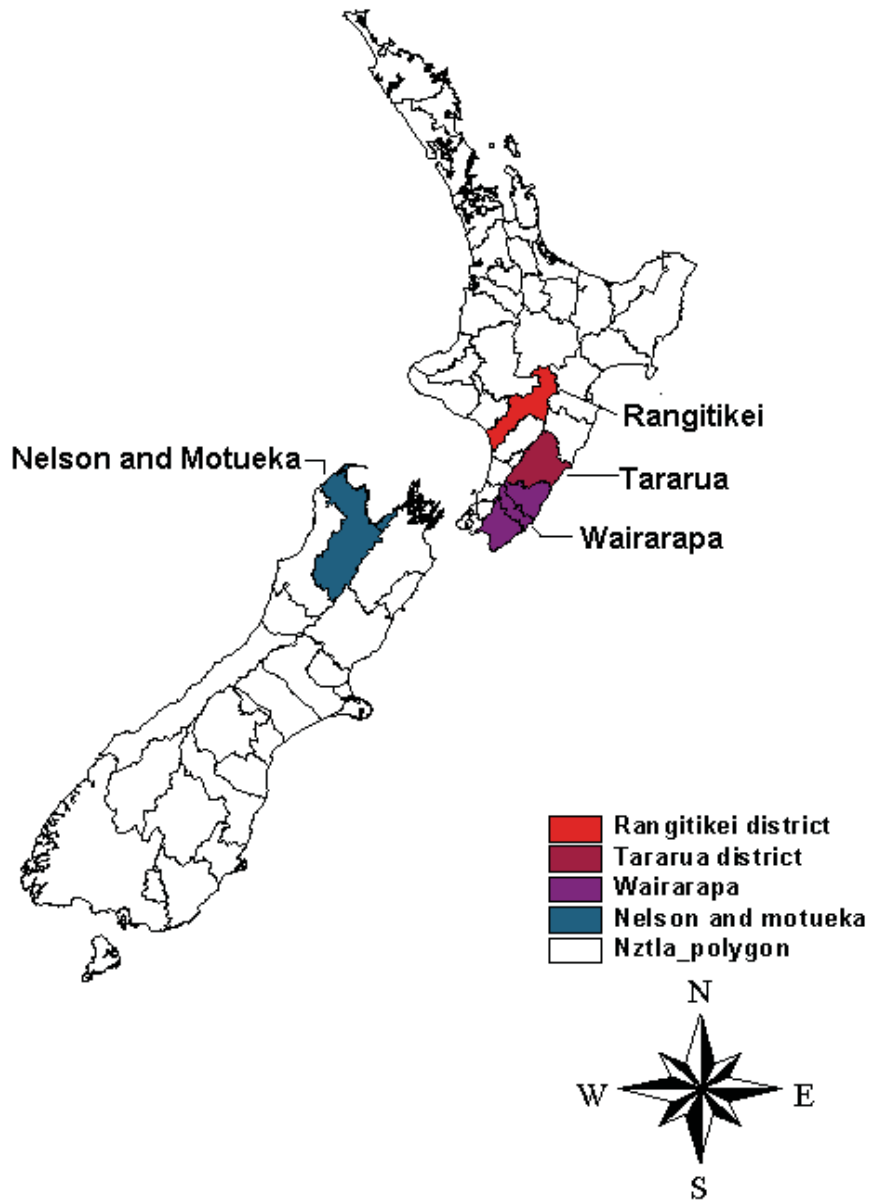 Rangitikei
Nelson and Motueka
Tararua
Wairarapa
Rangitikei district
Tararua district
Wairarapa
Nelson and motueka
Nztla_polygon
N
W
E
S